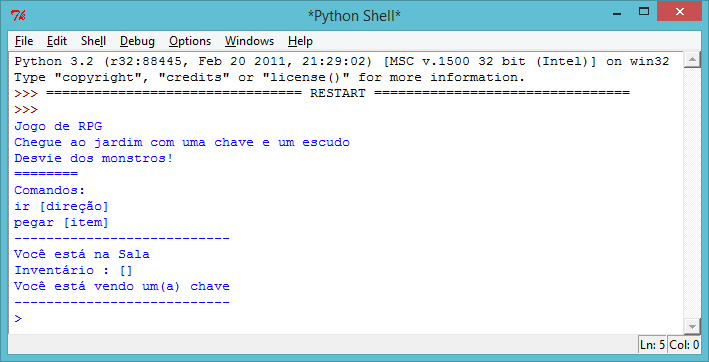 *Python Shell*
File Edit Shell Debug Options Windows Help
Python 3.2 (r32:88445, Feb 20 2011, 21:29:02) [MSC v.1500 32 bit (Intel)] on win32
Type "copyright", "credits" or "license()" for more information.
>>> ================================ RESTART ================================
>>>
Jogo de RPG
Chegue ao jardim com uma chave e um escudo
Desvie dos monstros!
========
Comandos:
ir [direção]
pegar [item]
---------------------------
Você está na Sala
Inventário : []
Você está vendo um(a) chave
---------------------------
>
Ln: 5 Col: 0